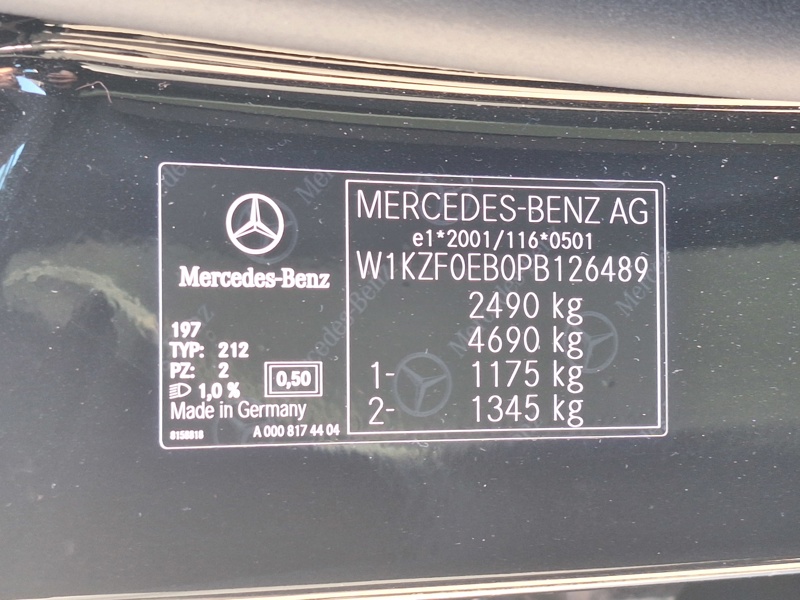 Mercedes-Benz
197
TYP: 212
PZ: 2
1,0 %
0,50
Made in Germany
8158818
A 000 817 44 04
MERCEDES-BENZ AG
e1*2001/116*0501
W1KZF0EB0PB126489
2490 kg
4690 kg
1- 1175 kg
2- 1345 kg